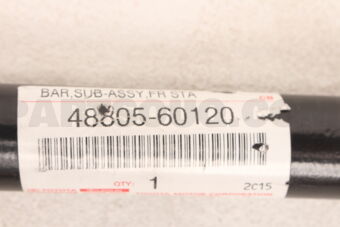 BAR,SUB-ASSY,FR STA
48805-60120
QTY: 1 2C15